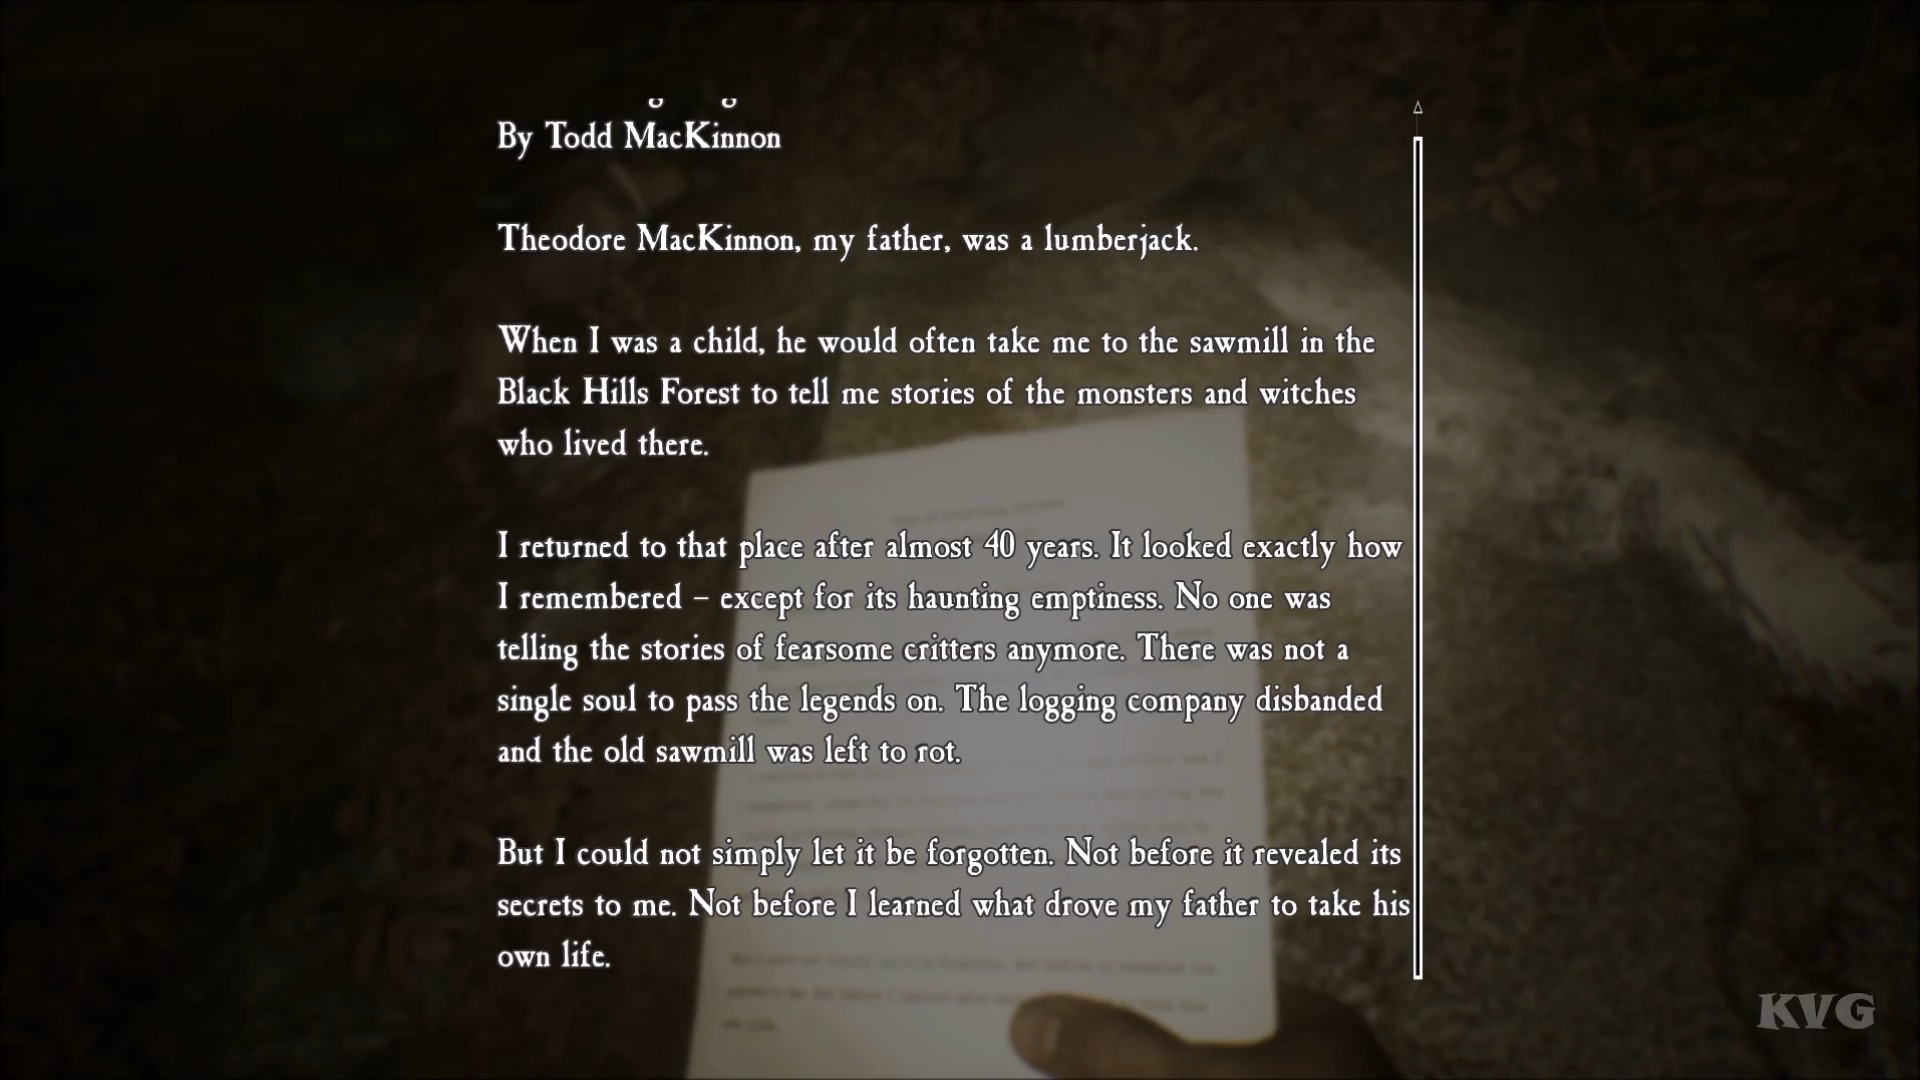 By Todd MacKinnon
Theodore MacKinnon, my father, was a lumberjack.
When I was a child, he would often take me to the sawmill in the
Black Hills Forest to tell me stories of the monsters and witches
who lived there.
I returned to that place after almost 40 years. It looked exactly how
I remembered – except for its haunting emptiness. No one was
telling the stories of fearsome critters anymore. There was not a
single soul to pass the legends on. The logging company disbanded
and the old sawmill was left to rot.
But I could not simply let it be forgotten. Not before it revealed its
secrets to me. Not before I learned what drove my father to take his
own life.
KVG